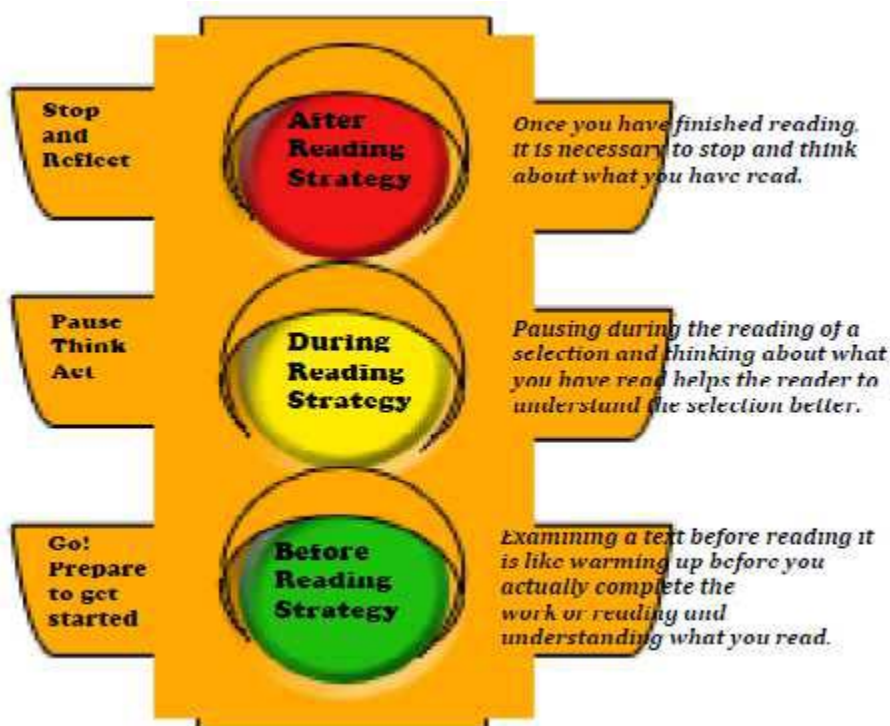 Stop
and
Reflect
After
Reading
Strategy
Once you have finished reading,
it is necessary to stop and think
about what you have read.
Pause
Think
Act
During
Reading
Strategy
Pausing during the reading of a
selection and thinking about what
you have read helps the reader to
understand the selection better.
Go!
Prepare
to get
started
Before
Reading
Strategy
Examining a text before reading it
is like warming up before you
actually complete the
work of reading and
understanding what you read.